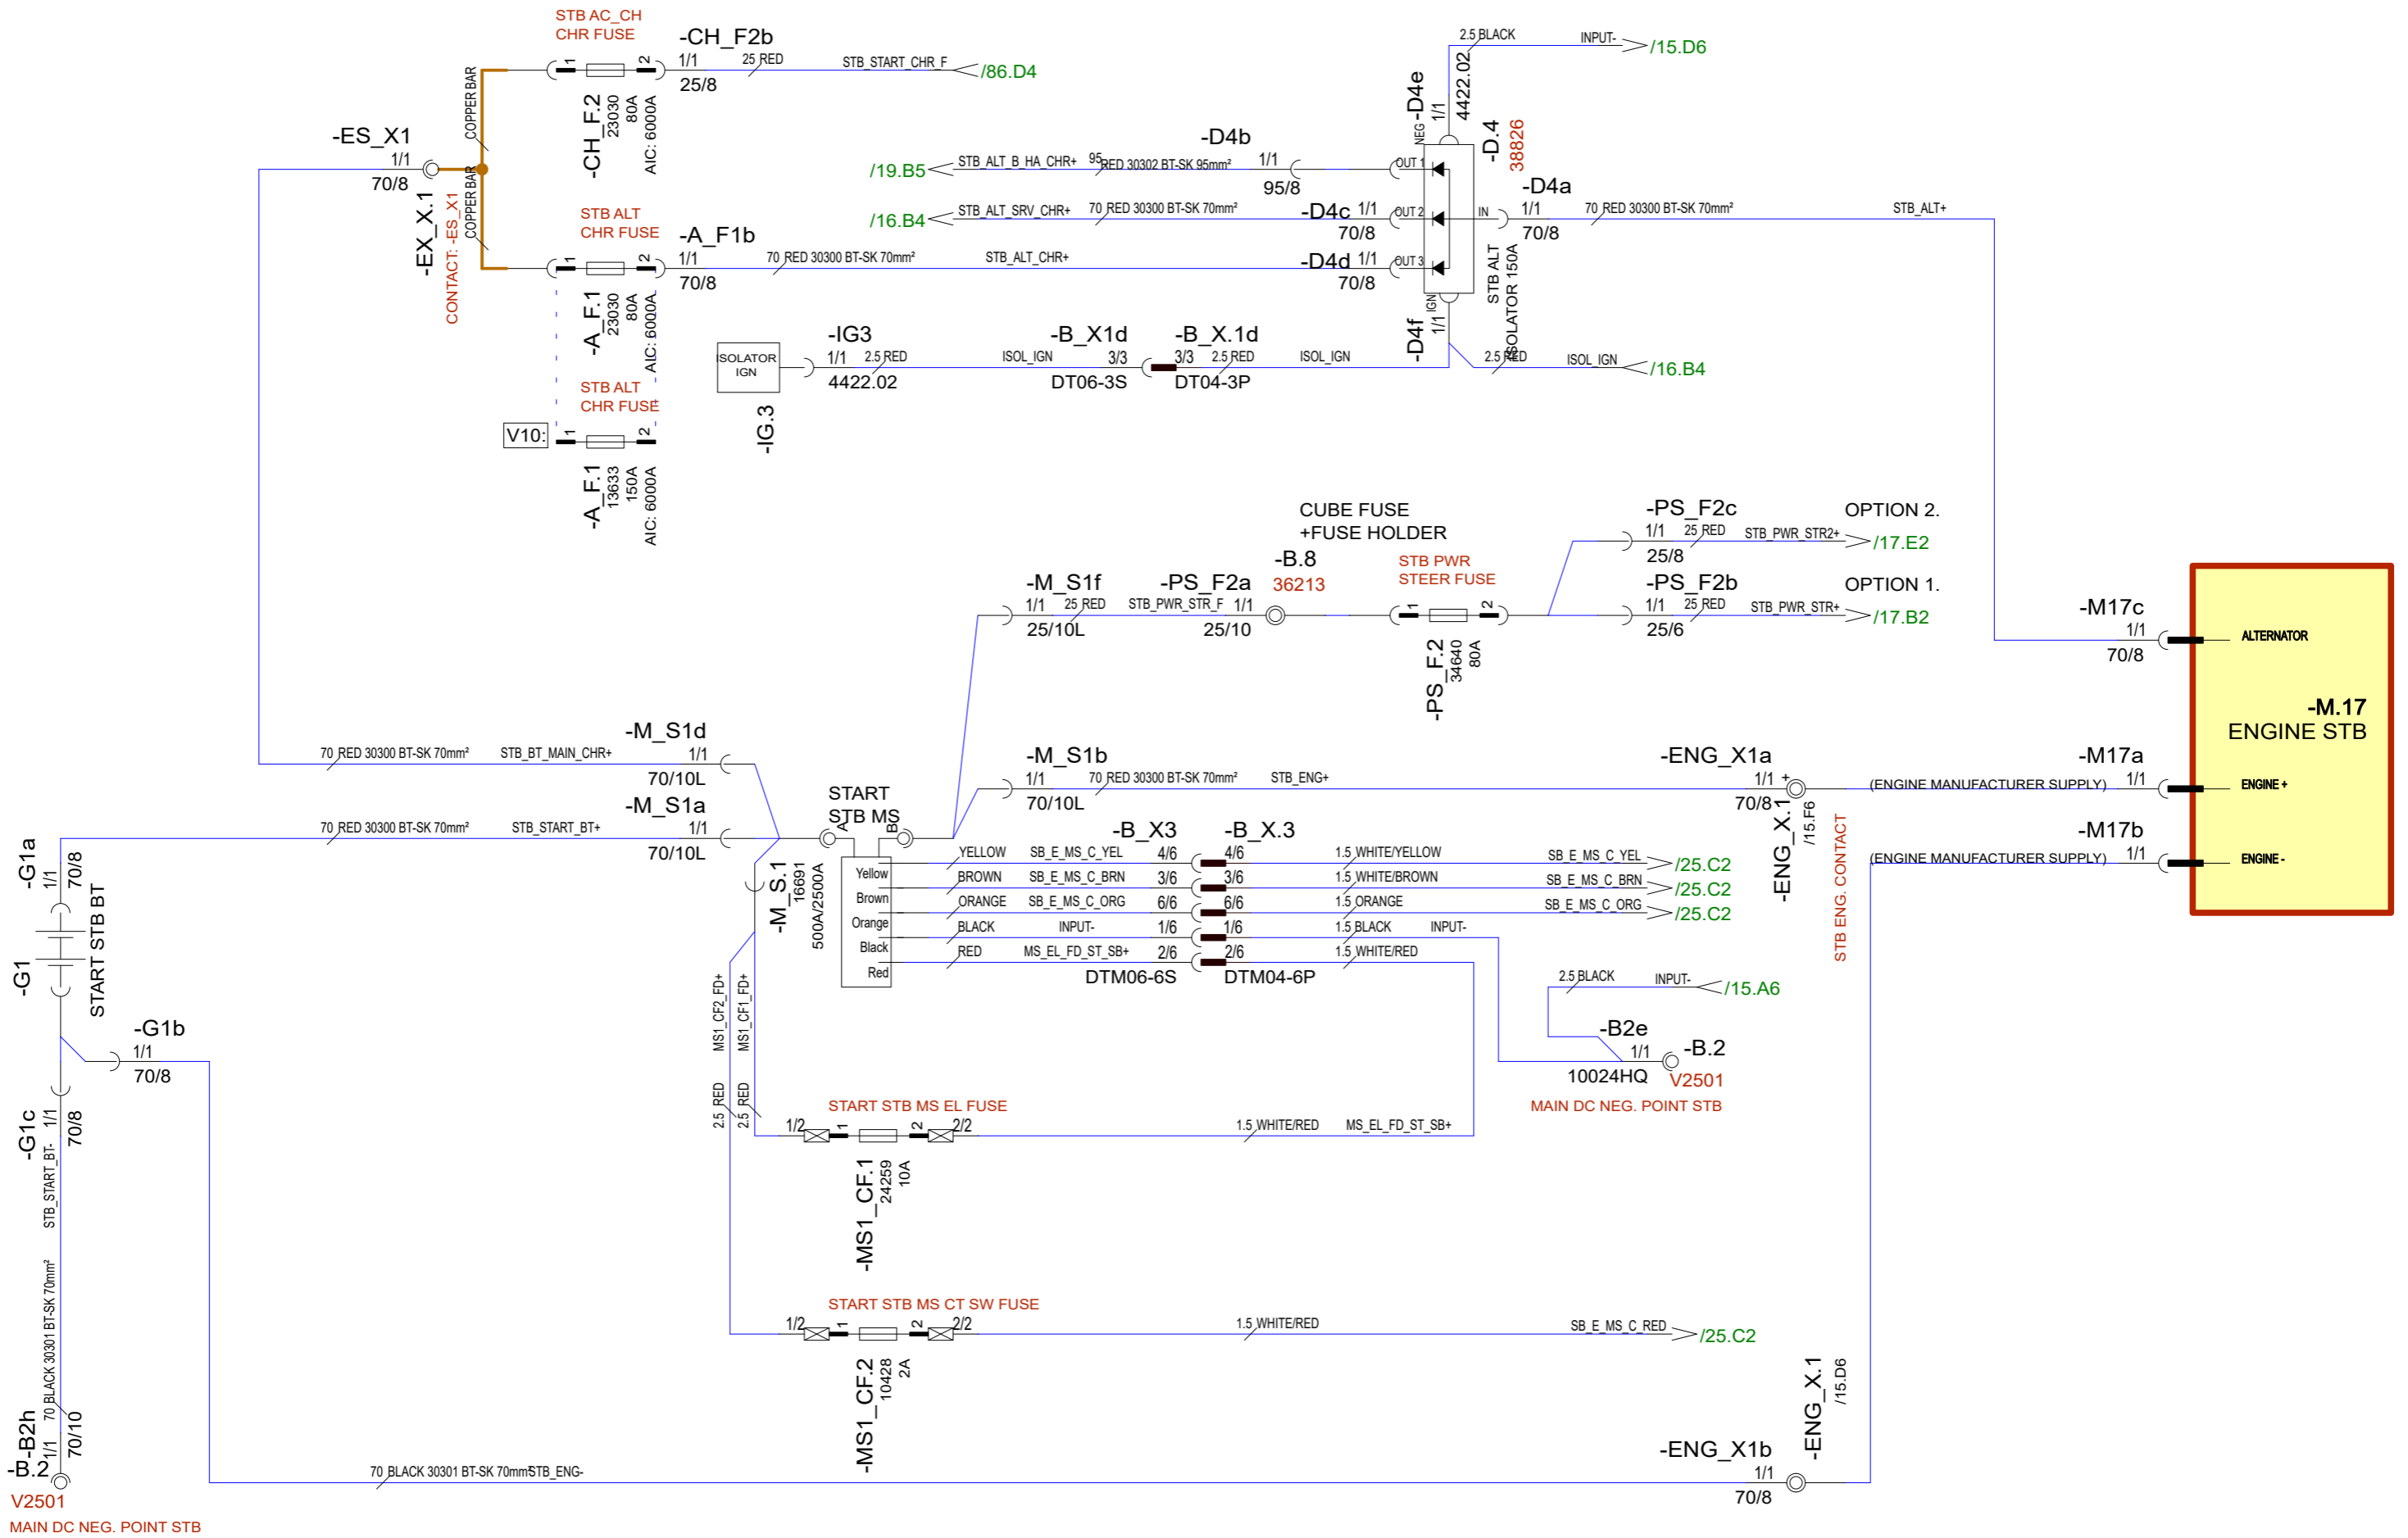 STB AC_CH
CHR FUSE
-CH_F2b
1/1
25 RED
STB_START_CHR_F
/86.D4
25/8
1
2
-CH_F.2
23030
80A
AIC: 6000A
COPPER BAR
COPPER BAR
-ES_X1
1/1
70/8
-EX_X.1
CONTACT: -ES_X1
STB ALT
CHR FUSE
-A_F1b
1/1
70 RED 30300 BT-SK 70mm²
STB_ALT_CHR+
70/8
1
2
-A_F.1
23030
80A
AIC: 6000A
STB ALT
CHR FUSE
V10:
1
2
-A_F.1
13633
150A
AIC: 6000A
2.5 BLACK
INPUT-
/15.D6
-D4e
1/1
4422.02
NEG
-D.4
38826
/19.B5
STB_ALT_B_HA_CHR+
95 RED 30302 BT-SK 95mm²
-D4b
1/1
95/8
OUT 1
/16.B4
STB_ALT_SRV_CHR+
70 RED 30300 BT-SK 70mm²
-D4c
1/1
70/8
OUT 2
-D4d
1/1
70/8
OUT 3
IN
-D4a
1/1
70/8
70 RED 30300 BT-SK 70mm²
STB_ALT+
STB ALT
ISOLATOR 150A
-D4f
1/1
IGN
ISOLATOR
IGN
-IG.3
-IG3
1/1
2.5 RED
4422.02
ISOL_IGN
-B_X1d
3/3
DT06-3S
-B_X.1d
3/3
2.5 RED
DT04-3P
ISOL_IGN
2.5 RED
ISOL_IGN
/16.B4
CUBE FUSE
+FUSE HOLDER
-B.8
36213
STB PWR
STEER FUSE
-PS_F2c
1/1
25 RED
25/8
OPTION 2.
STB_PWR_STR2+
/17.E2
-M_S1f
1/1
25 RED
25/10L
STB_PWR_STR_F
-PS_F2a
1/1
25/10
1
2
-PS_F.2
34640
80A
-PS_F2b
1/1
25 RED
25/6
OPTION 1.
STB_PWR_STR+
/17.B2
-M17c
1/1
70/8
ALTERNATOR
-M.17
ENGINE STB
-M17a
1/1
ENGINE +
-M17b
1/1
ENGINE -
(ENGINE MANUFACTURER SUPPLY)
(ENGINE MANUFACTURER SUPPLY)
70 RED 30300 BT-SK 70mm²
STB_BT_MAIN_CHR+
-M_S1d
1/1
70/10L
70 RED 30300 BT-SK 70mm²
STB_START_BT+
-M_S1a
1/1
70/10L
START
STB MS
A
B
-M_S1b
1/1
70 RED 30300 BT-SK 70mm²
70/10L
STB_ENG+
-ENG_X1a
1/1
+
70/8
-ENG_X.1
/15.F6
STB ENG. CONTACT
-M_S.1
16691
500A/2500A
Yellow
Brown
Orange
Black
Red
-B_X3
-B_X.3
YELLOW
SB_E_MS_C_YEL
4/6
4/6
1.5 WHITE/YELLOW
SB_E_MS_C_YEL
/25.C2
BROWN
SB_E_MS_C_BRN
3/6
3/6
1.5 WHITE/BROWN
SB_E_MS_C_BRN
/25.C2
ORANGE
SB_E_MS_C_ORG
6/6
6/6
1.5 ORANGE
SB_E_MS_C_ORG
/25.C2
BLACK
INPUT-
1/6
1/6
1.5 BLACK
INPUT-
RED
MS_EL_FD_ST_SB+
2/6
2/6
1.5 WHITE/RED
DTM06-6S
DTM04-6P
2.5 BLACK
INPUT-
/15.A6
-B2e
1/1
10024HQ
-B.2
V2501
MAIN DC NEG. POINT STB
-G1a
1/1
70/8
-G1
START STB BT
-G1b
1/1
70/8
-G1c
1/1
70/8
STB_START_BT-
70 BLACK 30301 BT-SK 70mm²
-B2h
1/1
70/10
-B.2
V2501
MAIN DC NEG. POINT STB
MS1_CF2_FD+
MS1_CF1_FD+
2.5 RED
2.5 RED
START STB MS EL FUSE
1/2
1
2
2/2
1.5 WHITE/RED
MS_EL_FD_ST_SB+
-MS1_CF.1
24259
10A
START STB MS CT SW FUSE
1/2
1
2
2/2
1.5 WHITE/RED
SB_E_MS_C_RED
/25.C2
-MS1_CF.2
10428
2A
70 BLACK 30301 BT-SK 70mm²
STB_ENG-
-ENG_X1b
1/1
70/8
-ENG_X.1
/15.D6